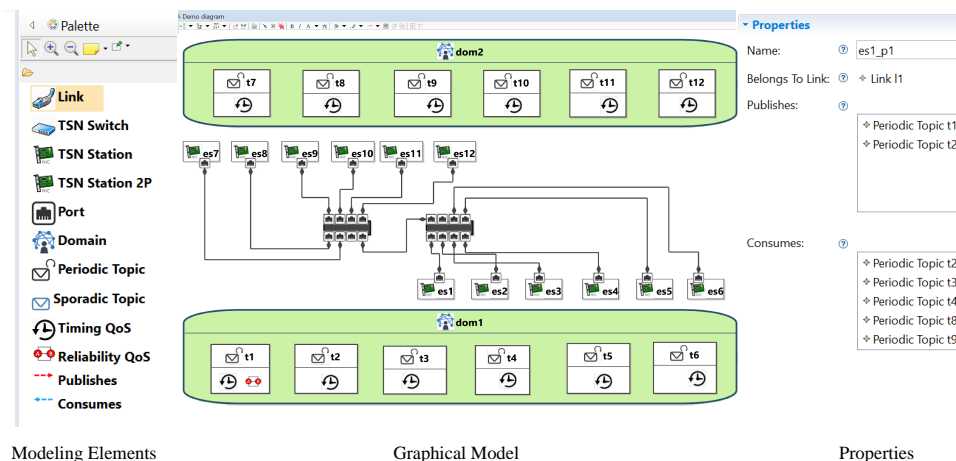 Palette
Link
TSN Switch
TSN Station
TSN Station 2P
Port
Domain
Periodic Topic
Sporadic Topic
Timing QoS
Reliability QoS
Publishes
Consumes
Demo diagram
dom2
t7 t8 t9 t10 t11 t12
es7 es8 es9 es10 es11 es12
es1 es2 es3 es4 es5 es6
dom1
t1 t2 t3 t4 t5 t6
Properties
Name: es1_p1
Belongs To Link: Link l1
Publishes:
Periodic Topic t1
Periodic Topic t2
Consumes:
Periodic Topic t2
Periodic Topic t3
Periodic Topic t4
Periodic Topic t8
Periodic Topic t9
Modeling Elements Graphical Model Properties